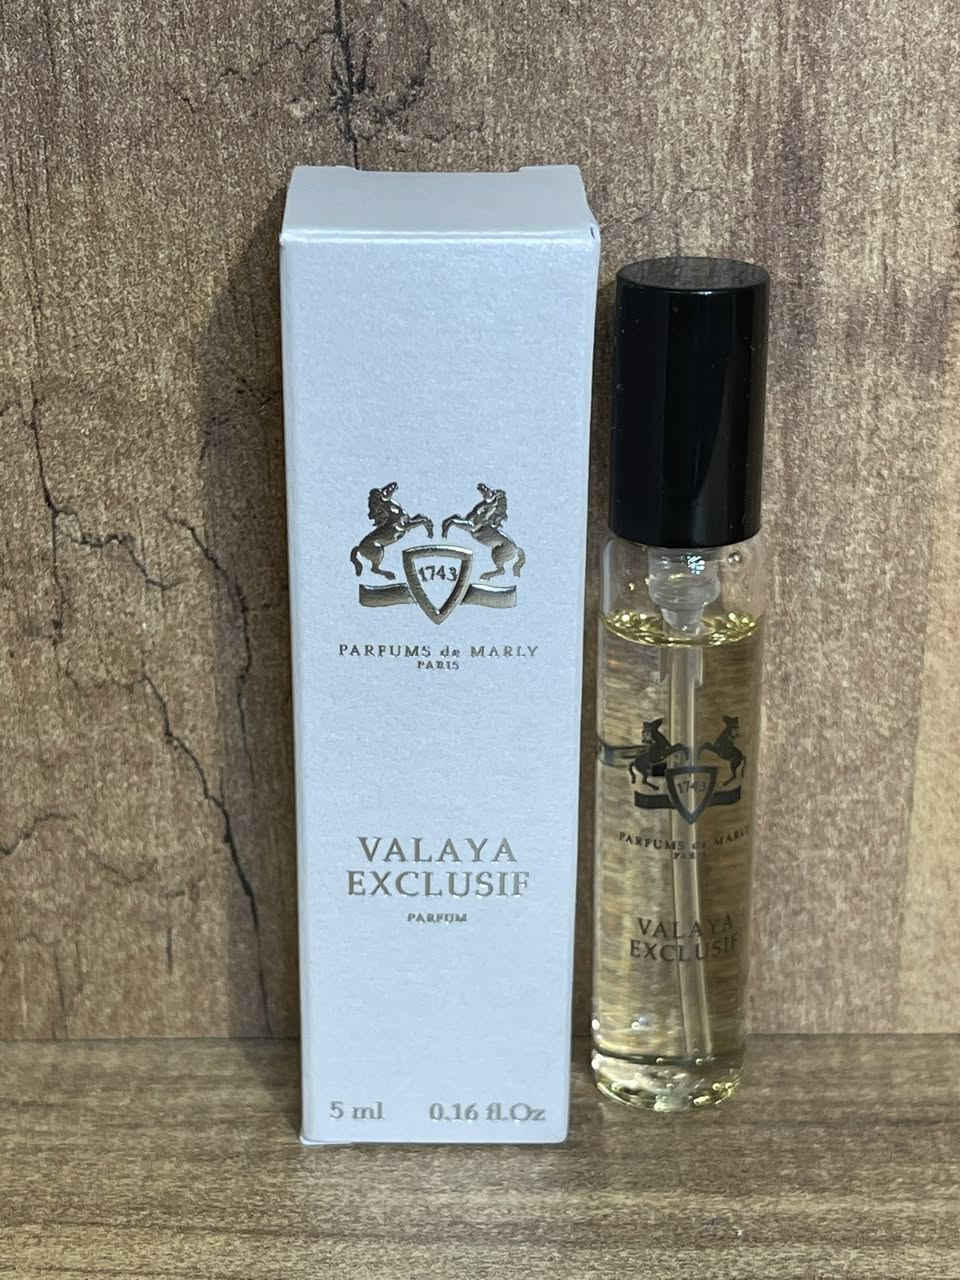 1743
PARFUMS de MARLY
PARIS
VALAYA
EXCLUSIF
PARFUM
5 ml 0.16 fl.Oz
1743
PARFUMS de MARLY
PARIS
VALAYA
EXCLUSIF